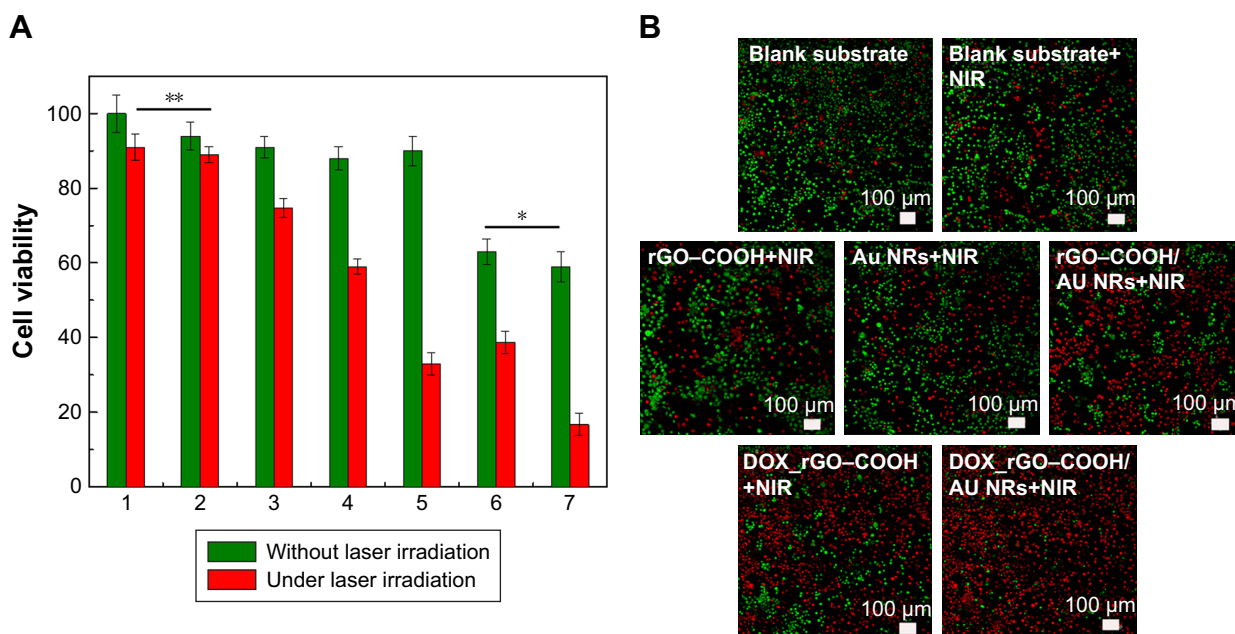 A
Cell viability
100
80
60
40
20
0
**
*
1 2 3 4 5 6 7
Without laser irradiation
Under laser irradiation
B
Blank substrate
100 µm
Blank substrate+
NIR
100 µm
rGO–COOH+NIR
100 µm
Au NRs+NIR
100 µm
rGO–COOH/
AU NRs+NIR
100 µm
DOX_rGO–COOH
+NIR
100 µm
DOX_rGO–COOH/
AU NRs+NIR
100 µm